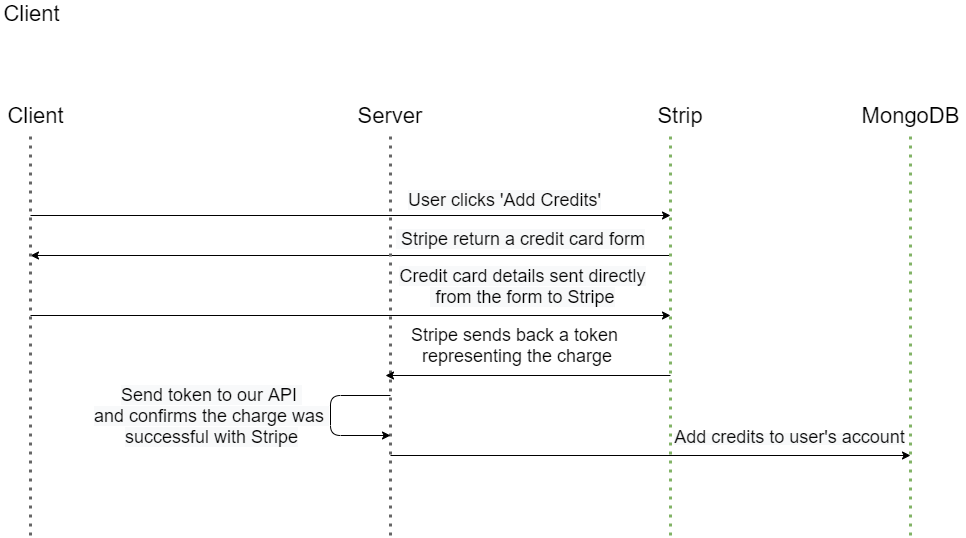 Client
Client
Server
Strip
MongoDB
User clicks 'Add Credits'
Stripe return a credit card form
Credit card details sent directly
from the form to Stripe
Stripe sends back a token
representing the charge
Send token to our API
and confirms the charge was
successful with Stripe
Add credits to user's account